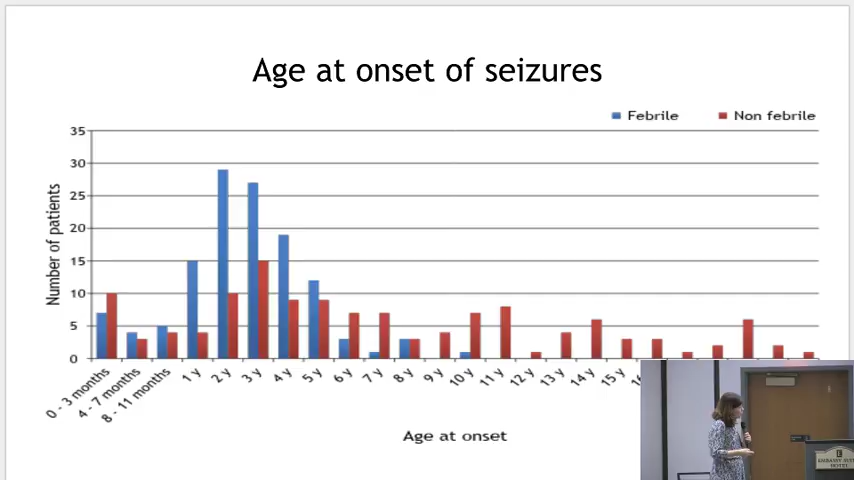 Age at onset of seizures
Febrile
Non febrile
Number of patients
35
30
25
20
15
10
5
0
0 - 3 months
4 - 7 months
8 - 11 months
1 y
2 y
3 y
4 y
5 y
6 y
7 y
8 y
9 y
10 y
11 y
12 y
13 y
14 y
15 y
Age at onset
EMBASSY
HOTEL